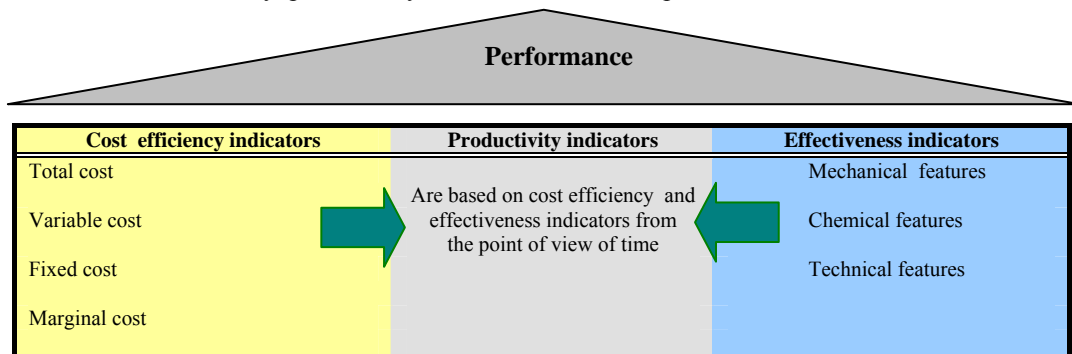 Performance
Cost efficiency indicators
Productivity indicators
Effectiveness indicators
Total cost
Variable cost
Fixed cost
Marginal cost
Are based on cost efficiency and
effectiveness indicators from
the point of view of time
Mechanical features
Chemical features
Technical features